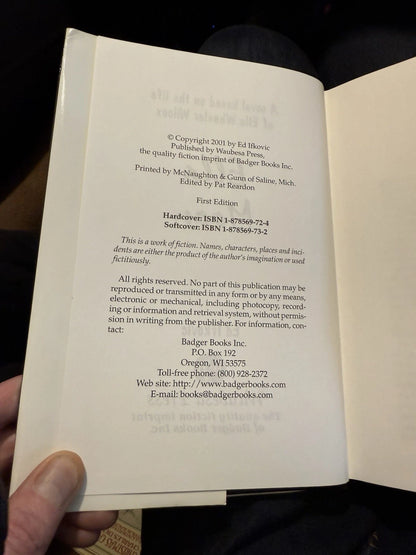 © Copyright 2001 by Ed Ifkovic
Published by Waubesa Press,
the quality fiction imprint of Badger Books Inc.
Printed by McNaughton & Gunn of Saline, Mich.
Edited by Pat Reardon
First Edition
Hardcover: ISBN 1-878569-72-4
Softcover: ISBN 1-878569-73-2
This is a work of fiction. Names, characters, places and inci-
dents are either the product of the author's imagination or used
fictitiously.
All rights reserved. No part of this publication may be
reproduced or transmitted in any form or by any means,
electronic or mechanical, including photocopy, record-
ing or information and retrieval system, without permis-
sion in writing from the publisher. For information, con-
tact:
Badger Books Inc.
P.O. Box 192
Oregon, WI 53575
Toll-free phone: (800) 928-2372
Web site: http://www.badgerbooks.com
E-mail: books@badgerbooks.com